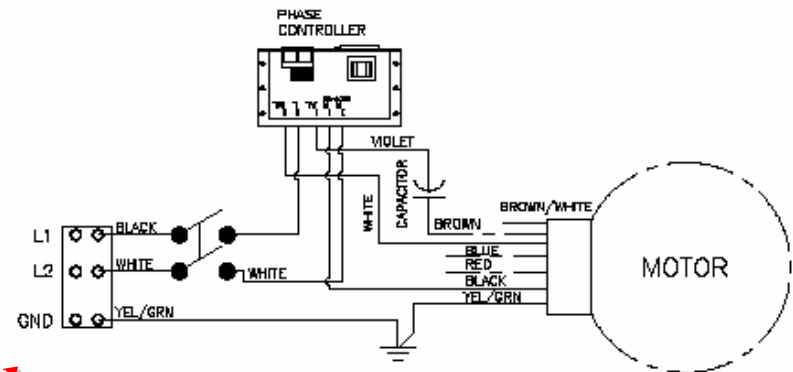 PHASE
CONTROLLER
VIOLET
CAPACITOR
WHITE
BROWN/WHITE
BROWN
BLUE
RED
BLACK
YEL/GRN
MOTOR
L1
BLACK
L2
WHITE
WHITE
GND
YEL/GRN